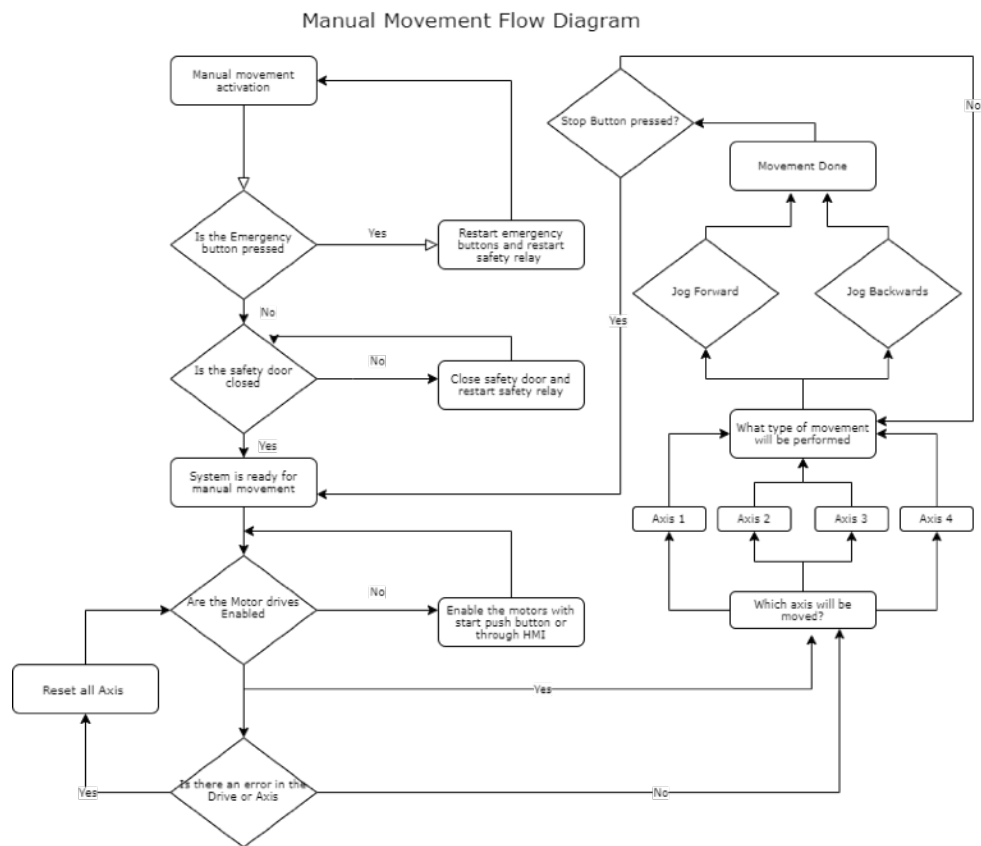 Manual Movement Flow Diagram
Manual movement
activation
Is the Emergency
button pressed
Yes
Restart emergency
buttons and restart
safety relay
No
Is the safety door
closed
No
Close safety door and
restart safety relay
Yes
System is ready for
manual movement
Are the Motor drives
Enabled
No
Enable the motors with
start push button or
through HMI
Reset all Axis
Yes
Is there an error in the
Drive or Axis
Yes
No
Which axis will be
moved?
Axis 1
Axis 2
Axis 3
Axis 4
What type of movement
will be performed
Jog Forward
Jog Backwards
Movement Done
Stop Button pressed?
Yes
No